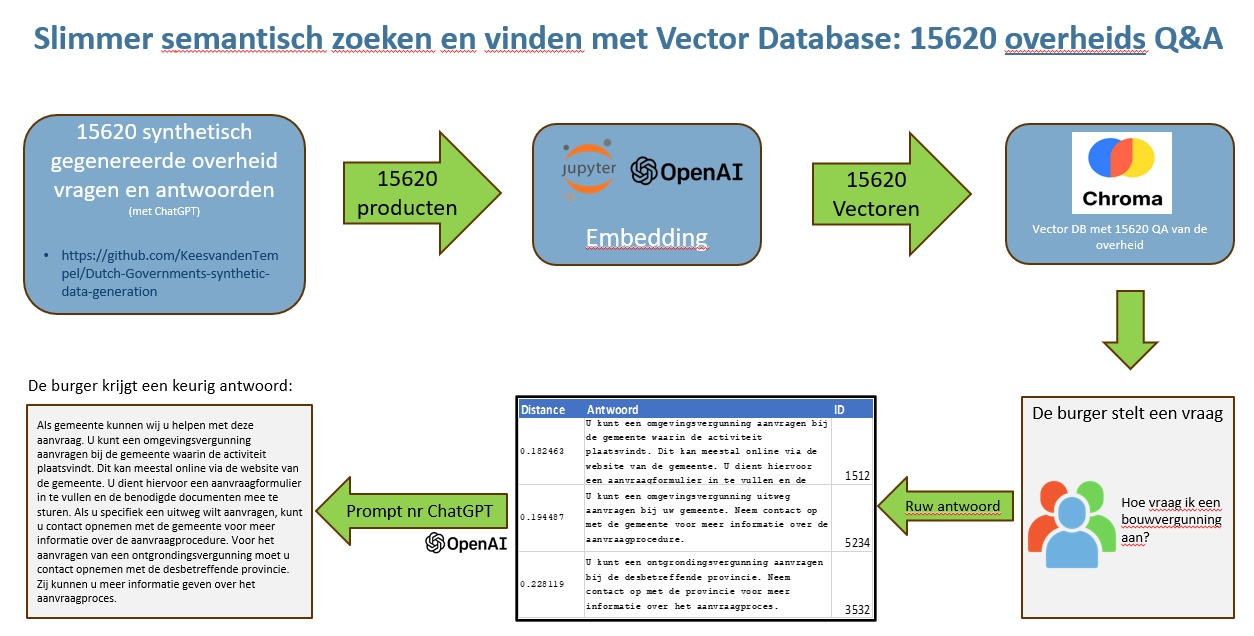 Slimmer semantisch zoeken en vinden met Vector Database: 15620 overheids Q&A
15620 synthetisch
gegenereerde overheid
vragen en antwoorden
(met ChatGPT)
• https://github.com/KeesvandenTem
pel/Dutch-Governments-synthetic-
data-generation
15620
producten
jupyter
OpenAI
Embedding
15620
Vectoren
Chroma
Vector DB met 15620 QA van de
overheid
De burger stelt een vraag
Hoe vraag ik een
bouwvergunning
aan?
Ruw antwoord
Distance Antwoord ID
U kunt een omgevingsvergunning aanvragen bij
de gemeente waarin de activiteit
0.182463 plaatsvindt. Dit kan meestal online via de
website van de gemeente. U dient hiervoor
een aanvraagformulier in te vullen en de 1512
U kunt een omgevingsvergunning uitweg
aanvragen bij uw gemeente. Neem contact op
0.194487 met de gemeente voor meer informatie over de
aanvraagprocedure. 5234
U kunt een ontgrondingsvergunning aanvragen
bij de desbetreffende provincie. Neem
0.228119 contact op met de provincie voor meer
informatie over het aanvraagproces. 3532
Prompt nr ChatGPT
OpenAI
De burger krijgt een keurig antwoord:
Als gemeente kunnen wij u helpen met deze
aanvraag. U kunt een omgevingsvergunning
aanvragen bij de gemeente waarin de activiteit
plaatsvindt. Dit kan meestal online via de website van
de gemeente. U dient hiervoor een aanvraagformulier
in te vullen en de benodigde documenten mee te
sturen. Als u specifiek een uitweg wilt aanvragen, kunt
u contact opnemen met de gemeente voor meer
informatie over de aanvraagprocedure. Voor het
aanvragen van een ontgrondingsvergunning moet u
contact opnemen met de desbetreffende provincie.
Zij kunnen u meer informatie geven over het
aanvraagproces.